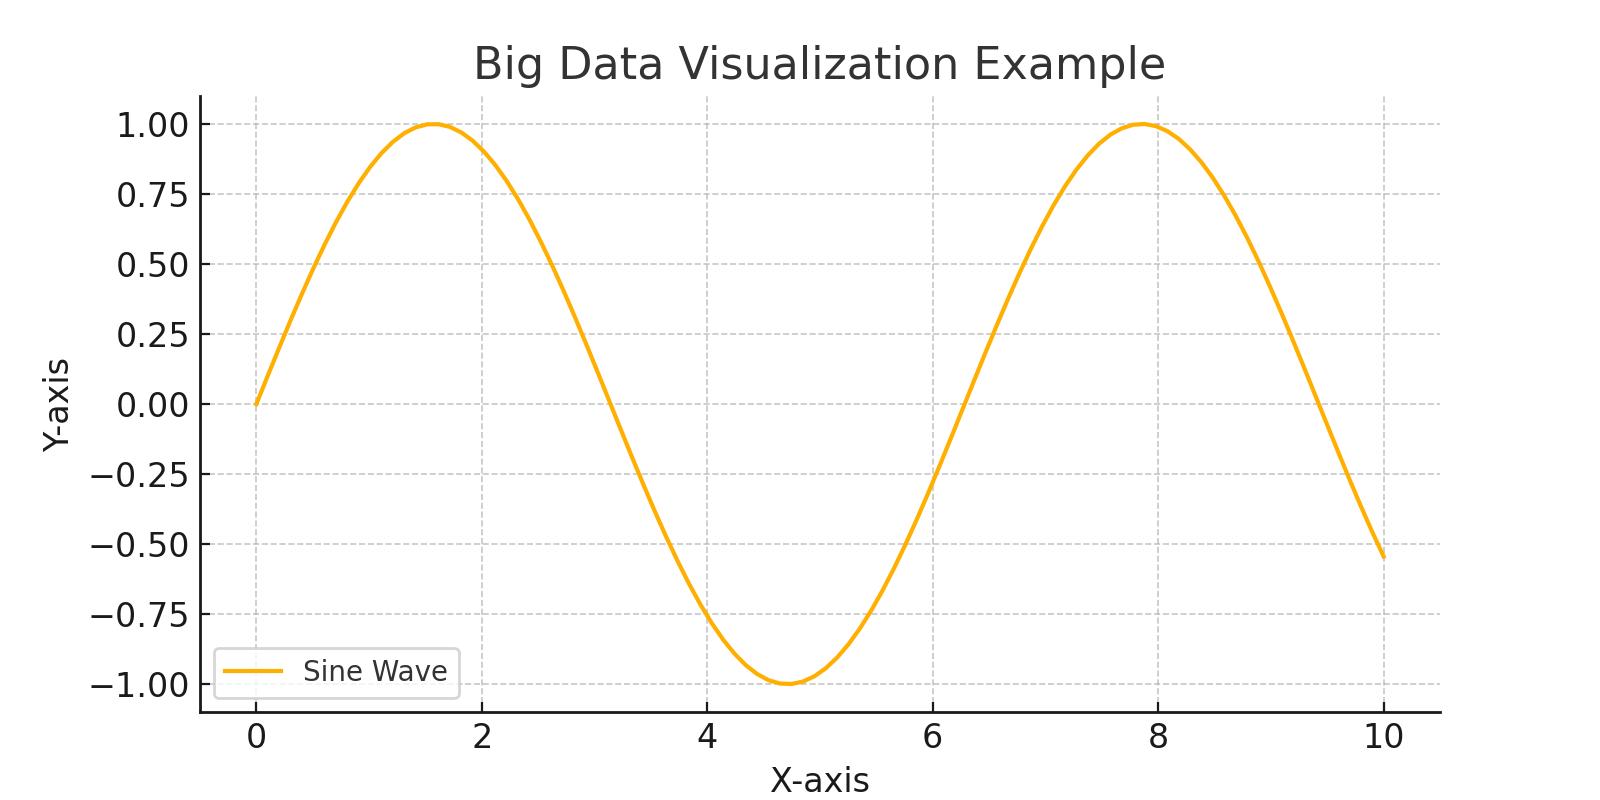 Big Data Visualization Example
1.00
0.75
0.50
0.25
0.00
−0.25
−0.50
−0.75
−1.00
Y-axis
Sine Wave
0 2 4 6 8 10
X-axis